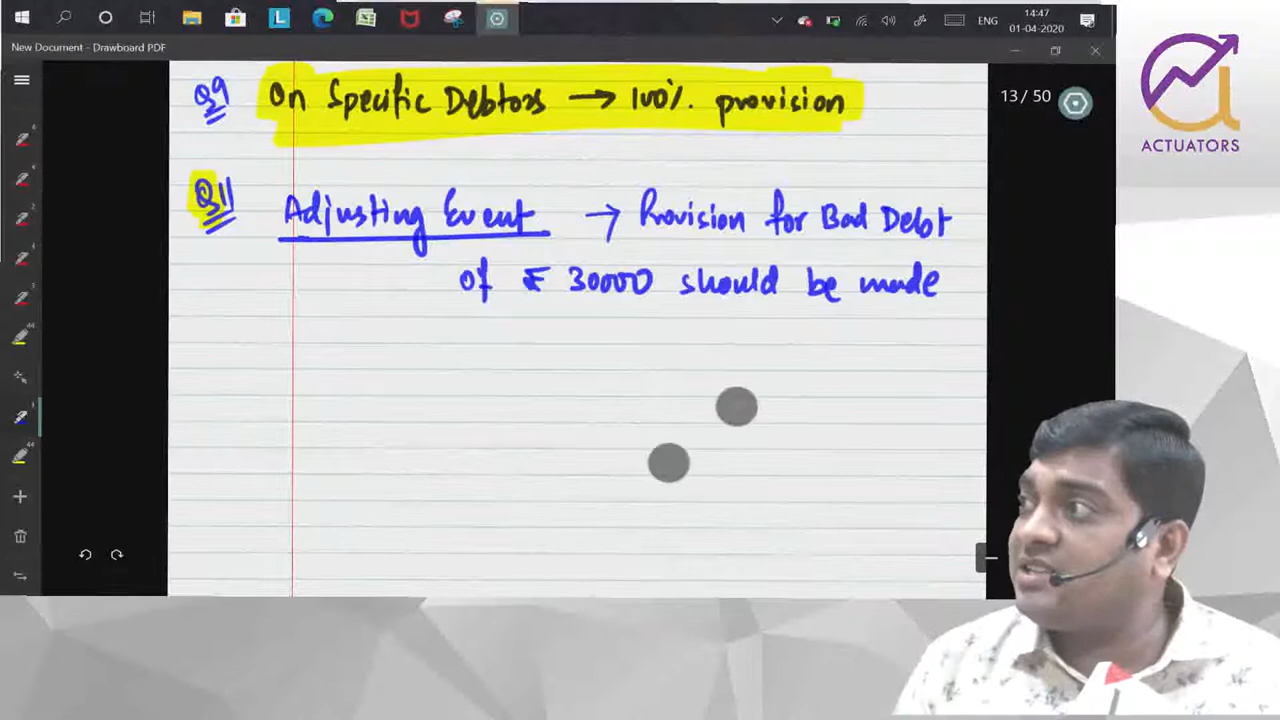 14:47
ENG
01-04-2020
New Document - Drawboard PDF
Q9 On Specific Debtors → 100% provision
13 / 50
ACTUATORS
Q11 Adjusting Event → Provision for Bad Debt
of ₹ 30000 should be made